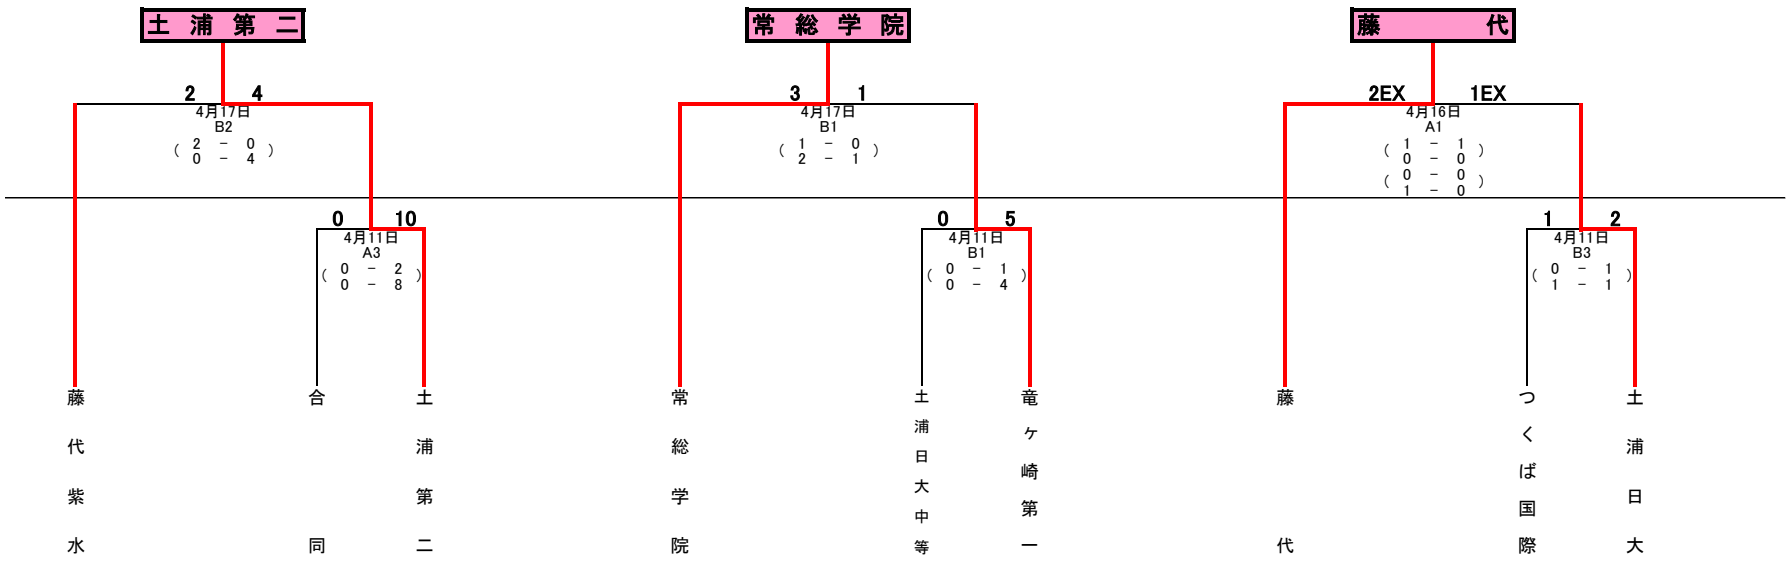 土浦第二
常総学院
藤代
2 4
4月17日
B2
( 2 - 0 )
0 - 4
3 1
4月17日
B1
( 1 - 0 )
2 - 1
2EX 1EX
4月16日
A1
( 1 - 1 )
0 - 0
( 0 - 0 )
1 - 0
0 10
4月11日
A3
( 0 - 2 )
0 - 8
0 5
4月11日
B1
( 0 - 1 )
0 - 4
1 2
4月11日
B3
( 0 - 1 )
1 - 1
藤代紫水
合同
土浦第二
常総学院
土浦日大中等
竜ヶ崎第一
藤代
つくば国際
土浦日大